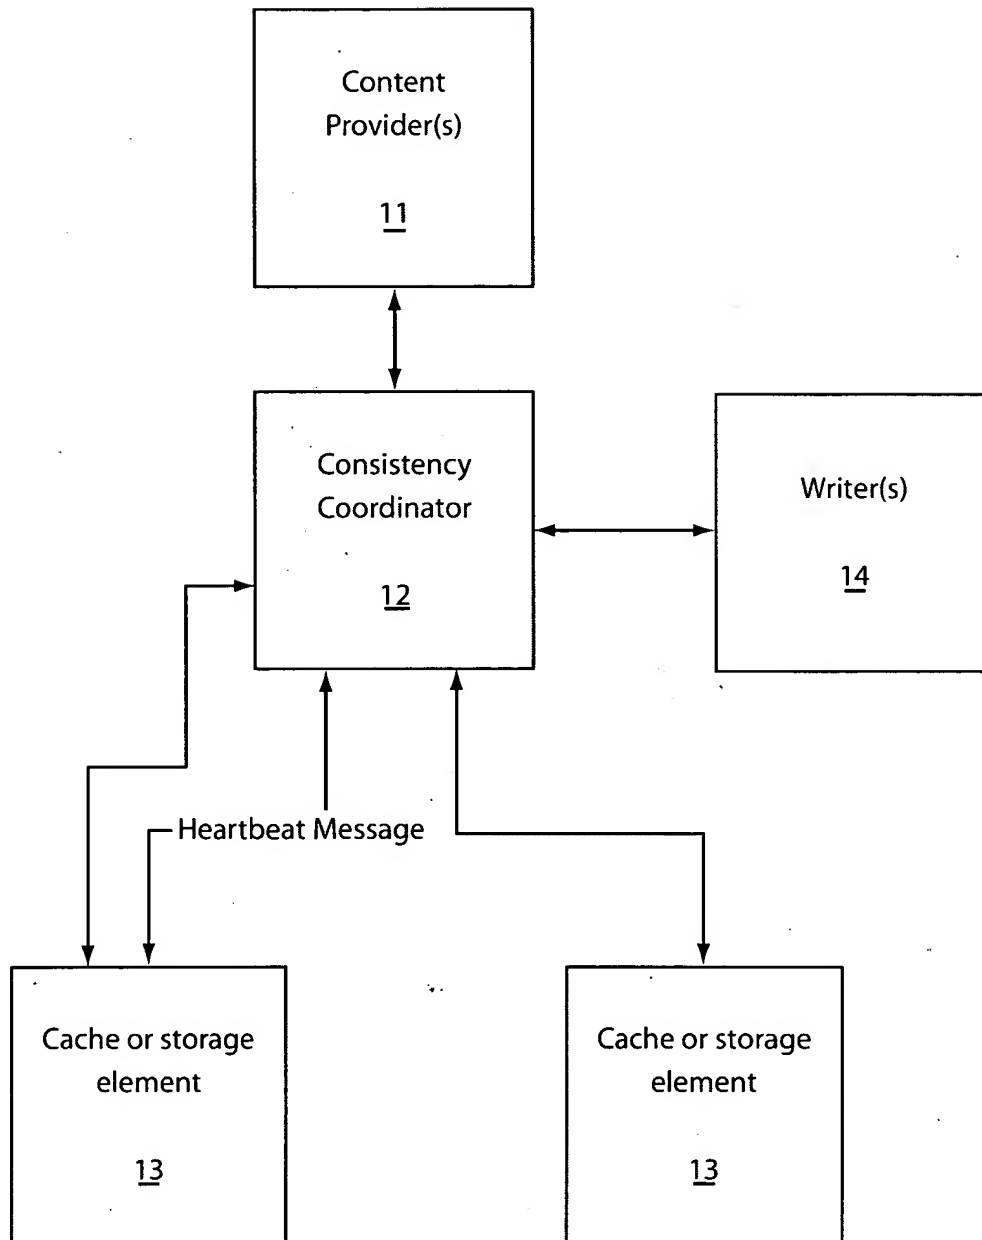 Content
Provider(s)
11
Consistency
Coordinator
12
Writer(s)
14
Heartbeat Message
Cache or storage
element
13
Cache or storage
element
13